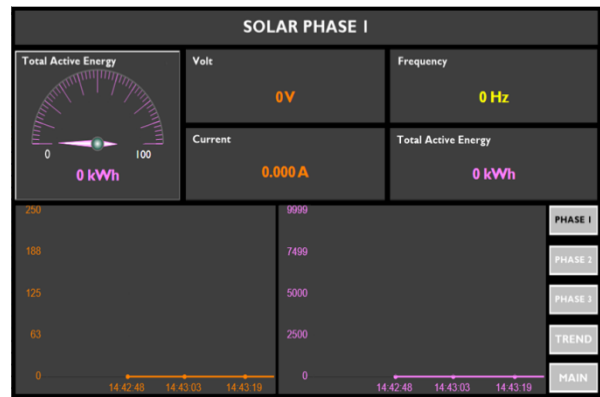 SOLAR PHASE 1
Total Active Energy
0 100
0 kWh
Volt
0 V
Frequency
0 Hz
Current
0.000 A
Total Active Energy
0 kWh
250
188
125
63
0
14:42:48 14:43:03 14:43:19
9999
7499
5000
2500
0
14:42:48 14:43:03 14:43:19
PHASE 1
PHASE 2
PHASE 3
TREND
MAIN